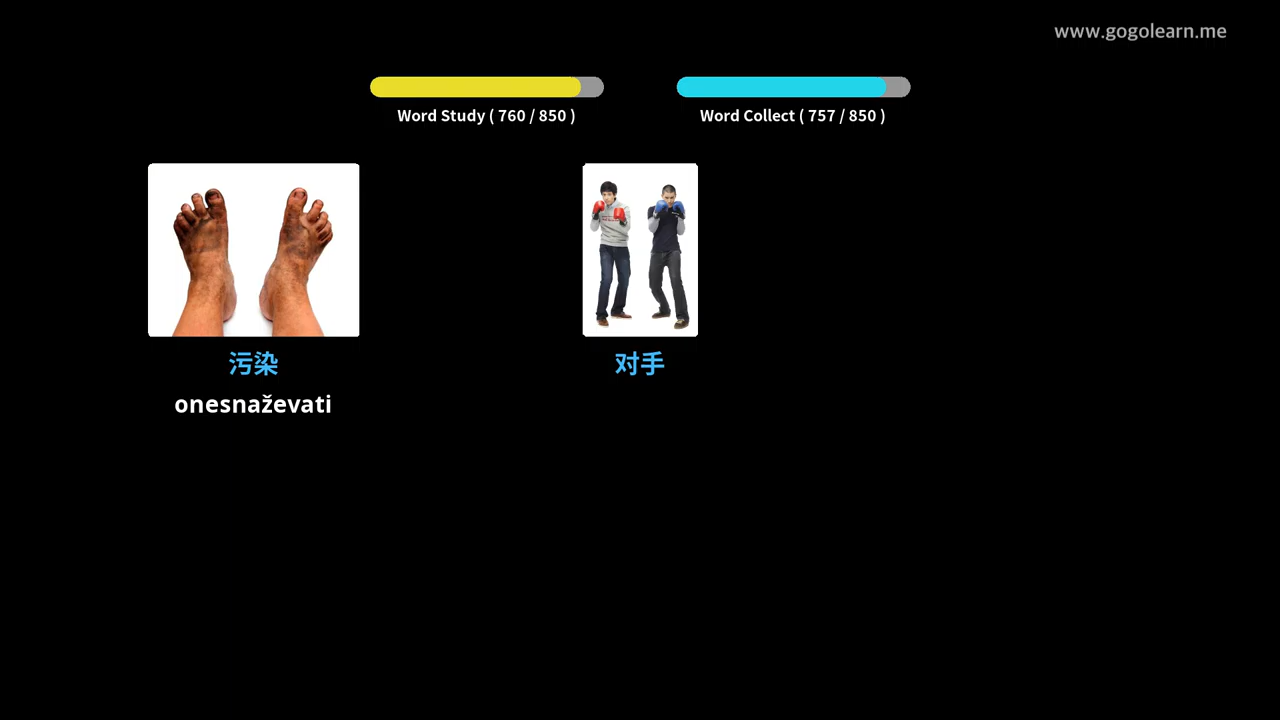 www.gogolearn.me
Word Study ( 760 / 850 )
Word Collect ( 757 / 850 )
污染
对手
onesnaževati